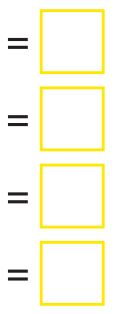 =
=
=
=